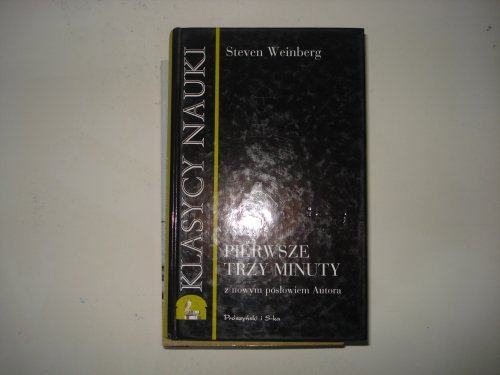 Steven Weinberg
KLASYCY NAUKI
PIERWSZE
TRZY MINUTY
z nowym posłowiem Autora
Prószyński i S-ka